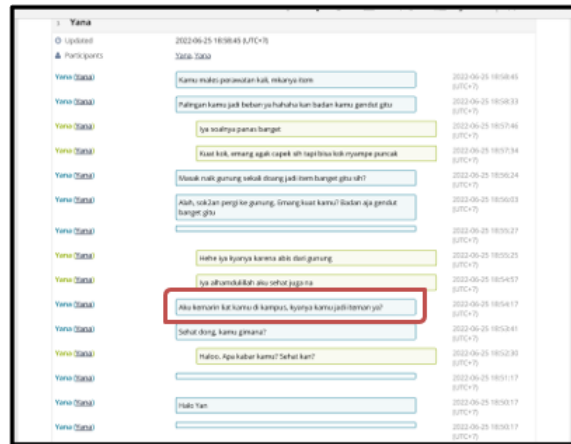 Yana
Updated 2022-06-25 18:58:45 (UTC+7)
Participants Yana, Yana
Yana (Yana) Kamu males perawatan kali, mkanya item 2022-06-25 18:58:45 (UTC+7)
Yana (Yana) Palingan kamu jadi beban ya hahaha kan badan kamu gendut gitu 2022-06-25 18:58:33 (UTC+7)
Yana (Yana) Iya soalnya panas banget 2022-06-25 18:57:46 (UTC+7)
Yana (Yana) Kuat kok, emang agak capek sih tapi bisa kok nyampe puncak 2022-06-25 18:57:34 (UTC+7)
Yana (Yana) Masak naik gunung sekali doang jadi item banget gitu sih? 2022-06-25 18:56:24 (UTC+7)
Yana (Yana) Alah, sok2an pergi ke gunung. Emang kuat kamu? Badan aja gendut
banget gitu 2022-06-25 18:56:03 (UTC+7)
Yana (Yana) 2022-06-25 18:55:27 (UTC+7)
Yana (Yana) Hehe iya kyanya karena abis dari gunung 2022-06-25 18:55:25 (UTC+7)
Yana (Yana) Iya alhamdulillah aku sehat juga na 2022-06-25 18:54:57 (UTC+7)
Yana (Yana) Aku kemarin liat kamu di kampus, kyanya kamu jadi iteman ya? 2022-06-25 18:54:17 (UTC+7)
Yana (Yana) Sehat dong, kamu gimana? 2022-06-25 18:53:41 (UTC+7)
Yana (Yana) Haloo. Apa kabar kamu? Sehat kan? 2022-06-25 18:52:30 (UTC+7)
Yana (Yana) 2022-06-25 18:51:17 (UTC+7)
Yana (Yana) Halo Yan 2022-06-25 18:50:17 (UTC+7)
Yana (Yana) 2022-06-25 18:50:17 (UTC+7)